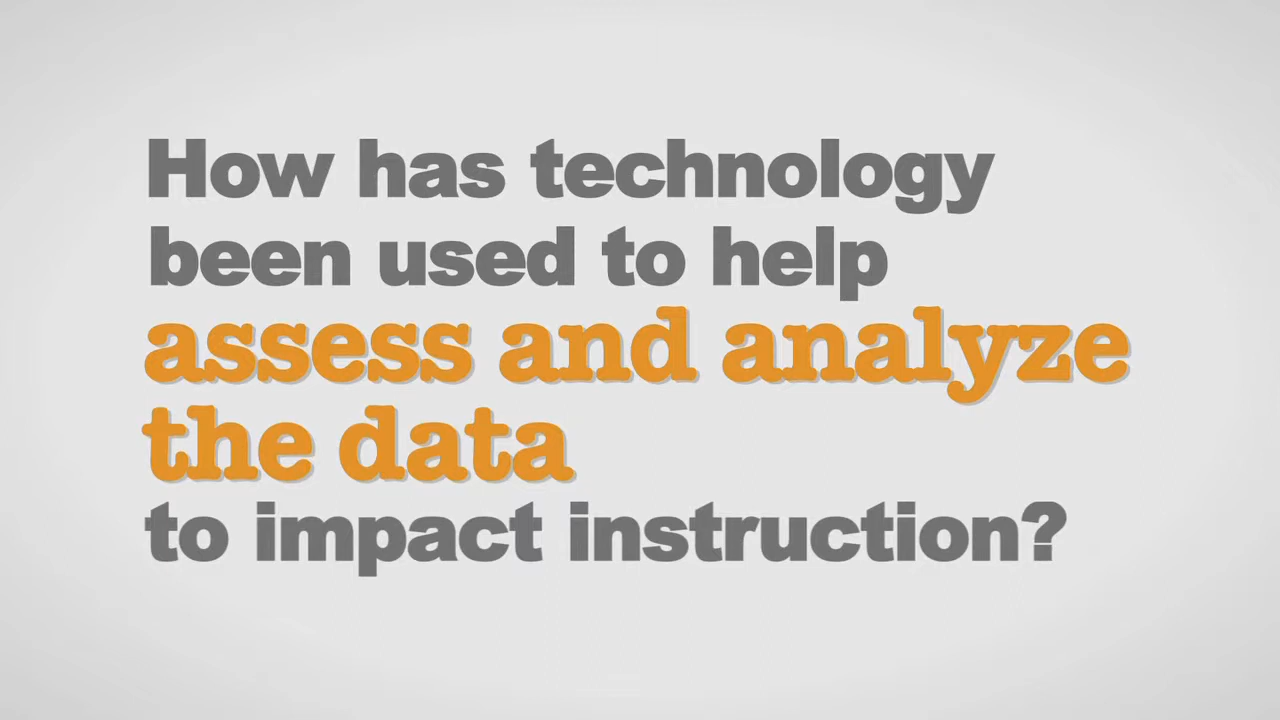 How has technology
been used to help
assess and analyze
the data
to impact instruction?